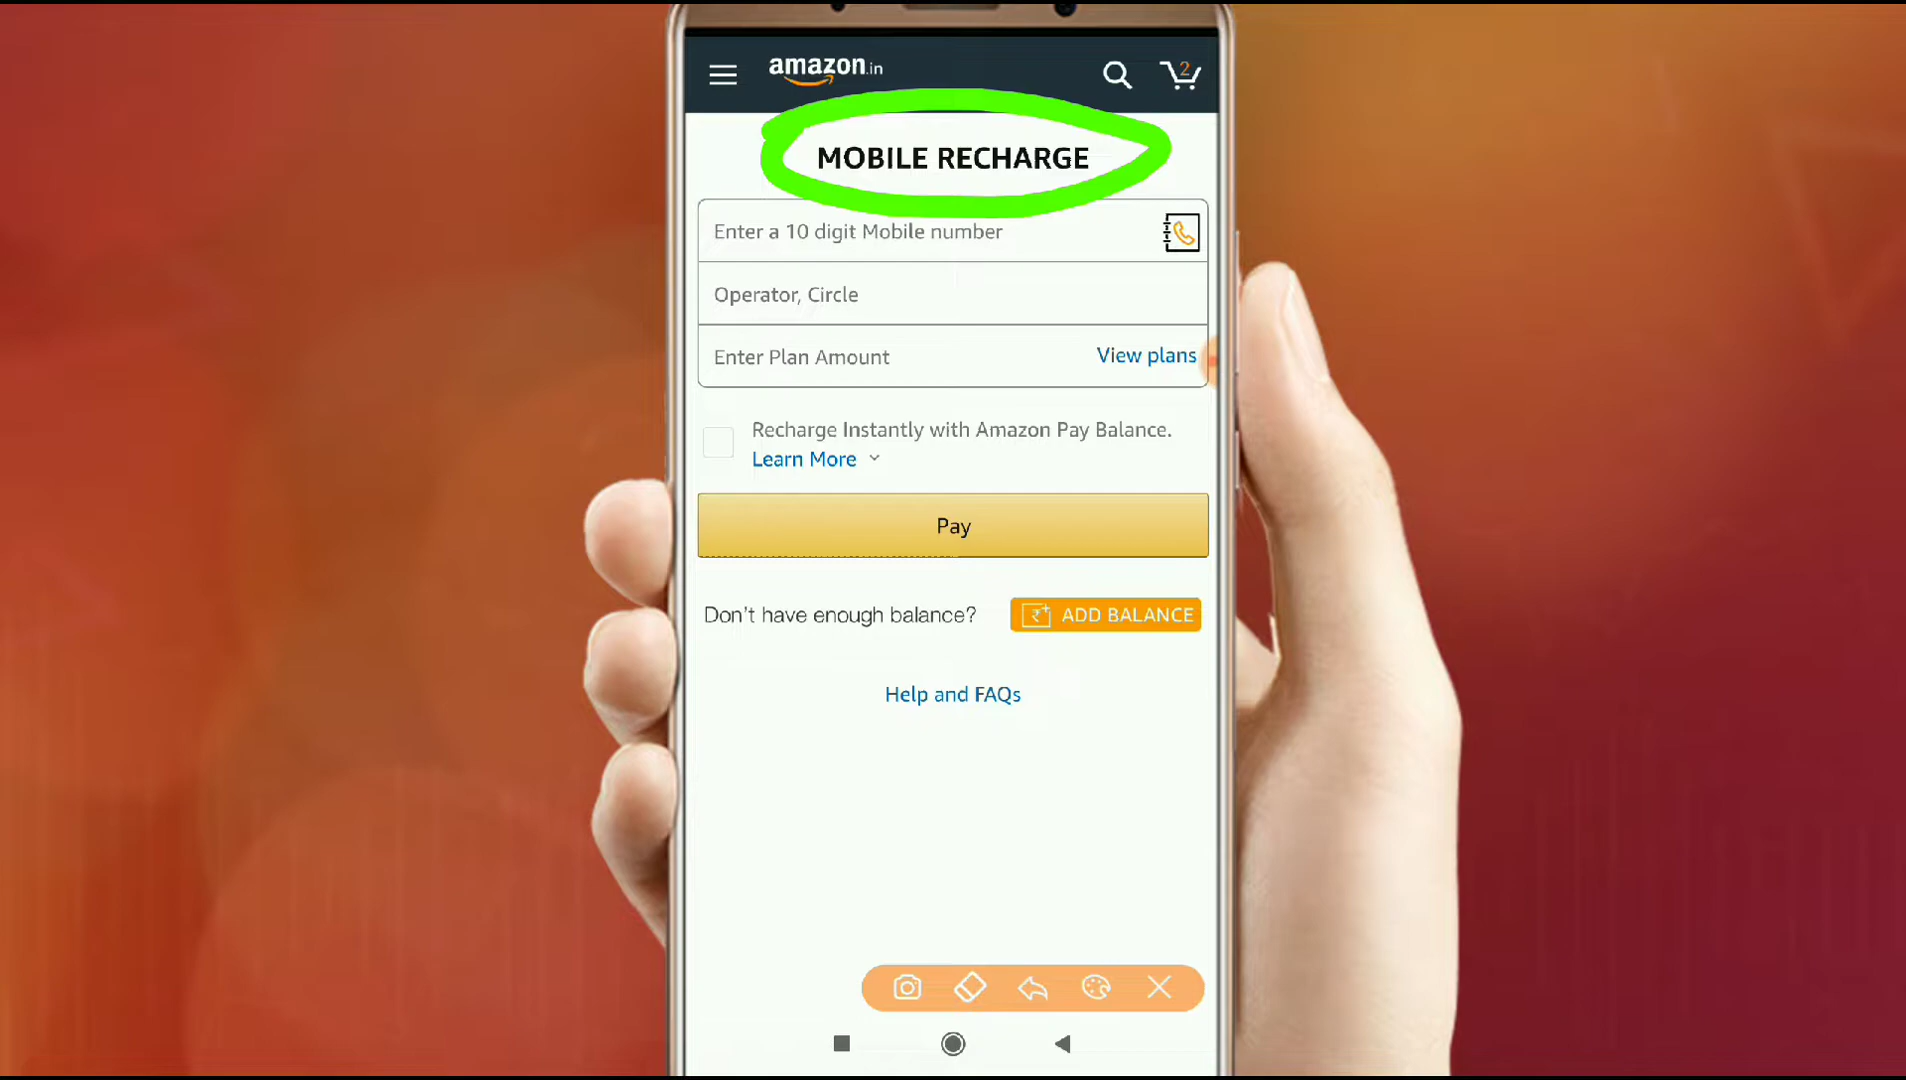 amazon.in
2
MOBILE RECHARGE
Enter a 10 digit Mobile number
Operator, Circle
Enter Plan Amount
View plans
Recharge Instantly with Amazon Pay Balance.
Learn More
Pay
Don't have enough balance?
₹+ ADD BALANCE
Help and FAQs